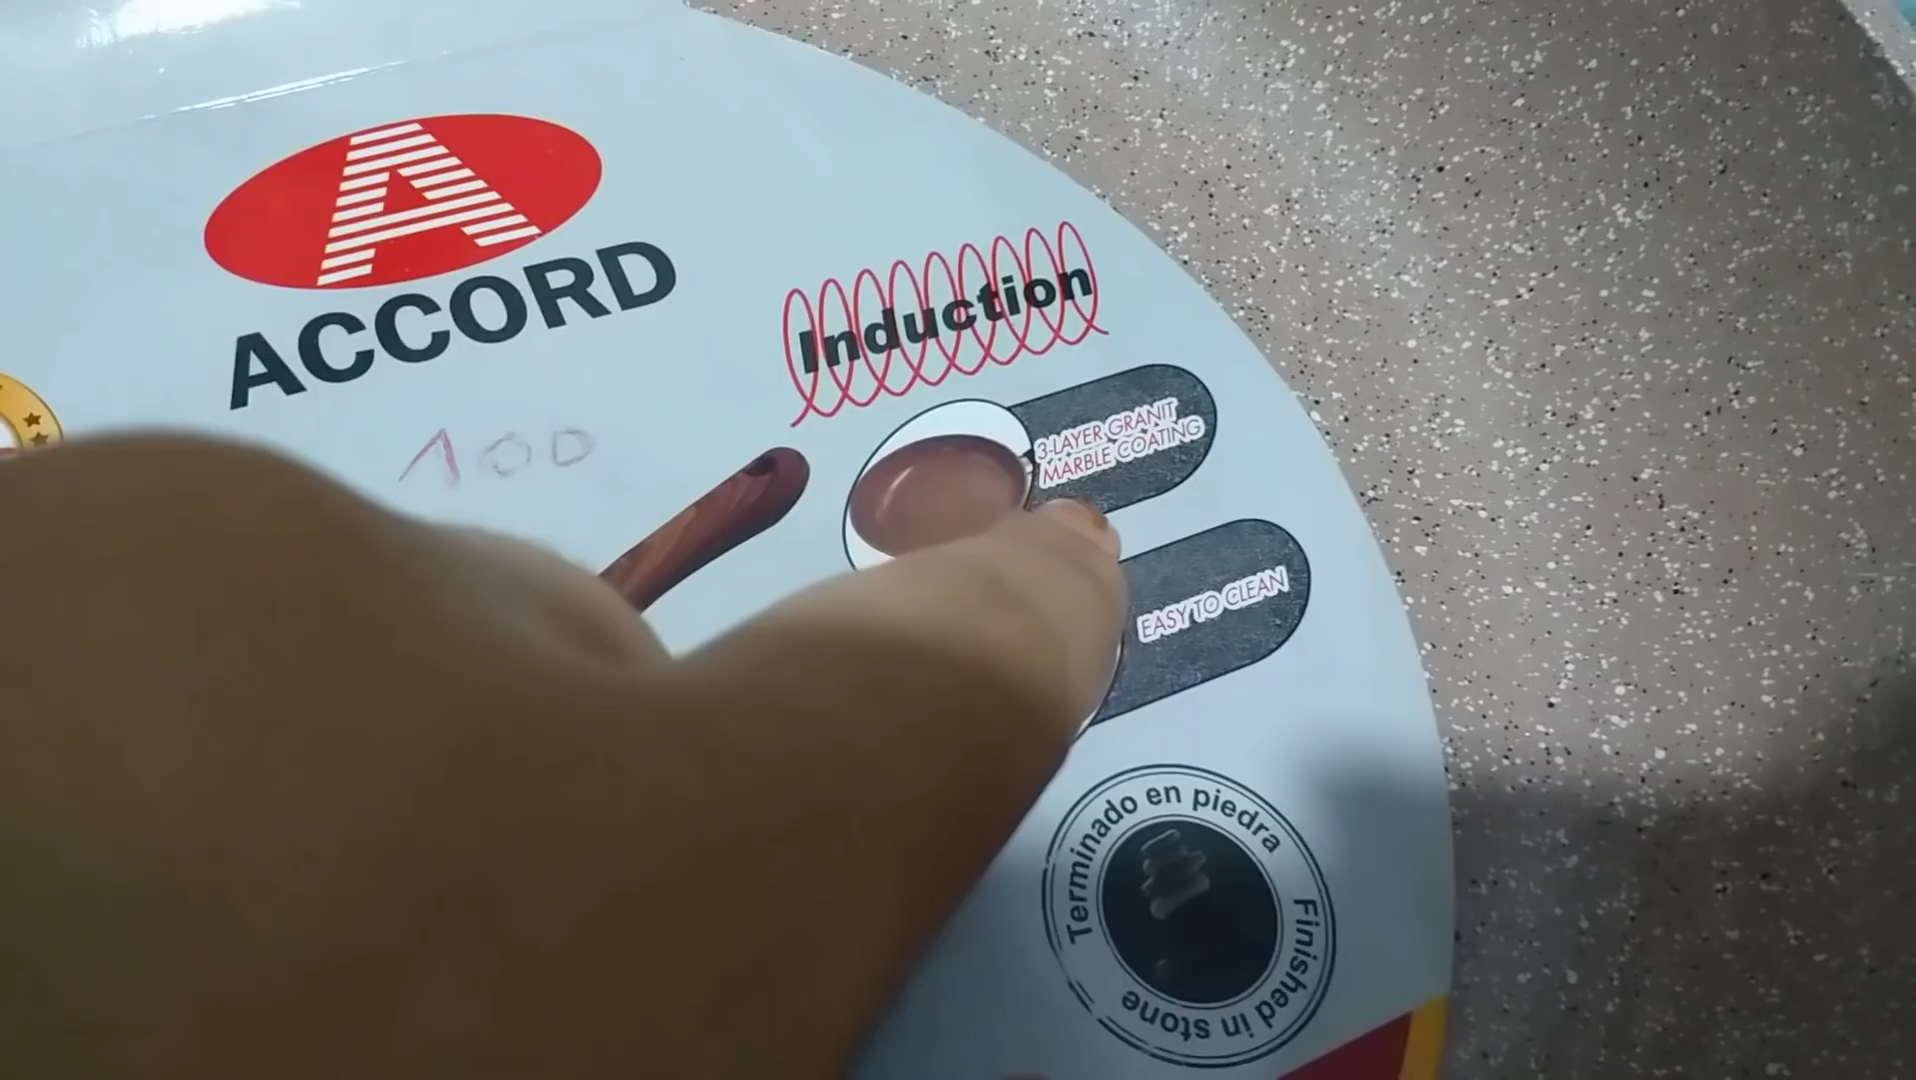 A
ACCORD
Induction
100
3-LAYER GRANIT
MARBLE COATING
EASY TO CLEAN
Terminado en piedra
Finished in stone